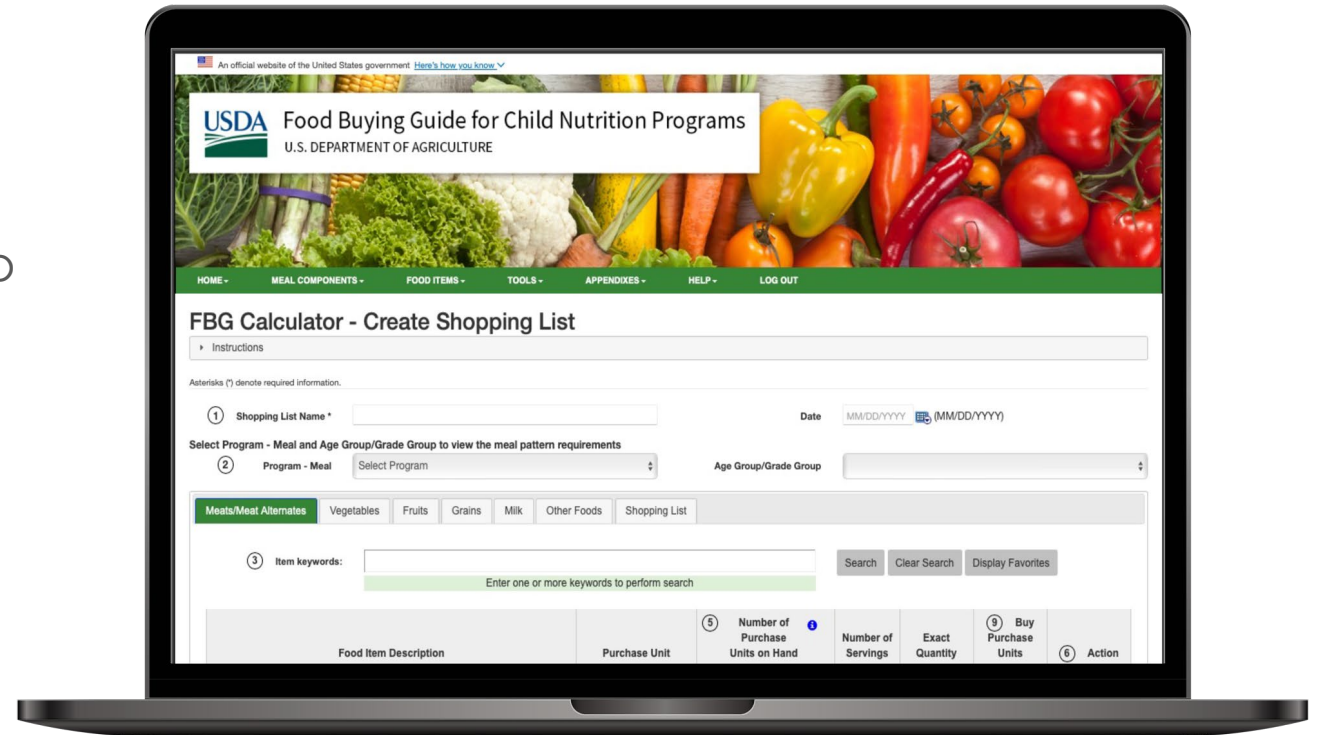 An official website of the United States government Here's how you know
USDA Food Buying Guide for Child Nutrition Programs
U.S. DEPARTMENT OF AGRICULTURE
HOME MEAL COMPONENTS FOOD ITEMS TOOLS APPENDIXES HELP LOG OUT
FBG Calculator - Create Shopping List
Instructions
Asterisks (*) denote required information.
1 Shopping List Name * Date MM/DD/YYYY (MM/DD/YYYY)
Select Program - Meal and Age Group/Grade Group to view the meal pattern requirements
2 Program - Meal Select Program Age Group/Grade Group
Meats/Meat Alternates Vegetables Fruits Grains Milk Other Foods Shopping List
3 Item keywords: Search Clear Search Display Favorites
Enter one or more keywords to perform search
Food Item Description
Purchase Unit
5 Number of
Purchase
Units on Hand
Number of
Servings
Exact
Quantity
9 Buy
Purchase
Units
6 Action